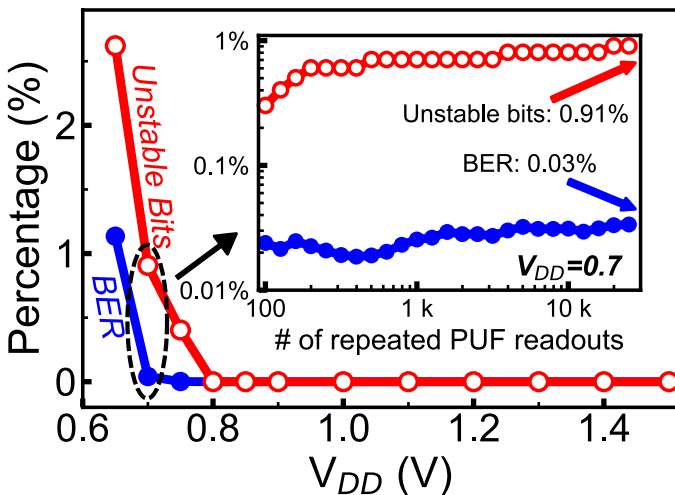 Percentage (%)
2
1
0
0.6
0.8
1.0
1.2
1.4
V_DD (V)
Unstable Bits
BER
1%
0.1%
0.01%
100
1 k
10 k
# of repeated PUF readouts
Unstable bits: 0.91%
BER: 0.03%
V_DD=0.7